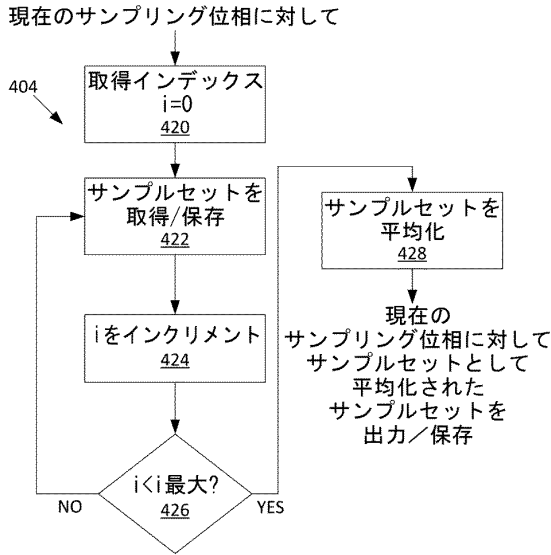 現在のサンプリング位相に対して
404
取得インデックス
i=0
420
サンプルセットを
取得/保存
422
iをインクリメント
424
i<i最大?
426
NO
YES
サンプルセットを
平均化
428
現在の
サンプリング位相に対して
サンプルセットとして
平均化された
サンプルセットを
出力／保存